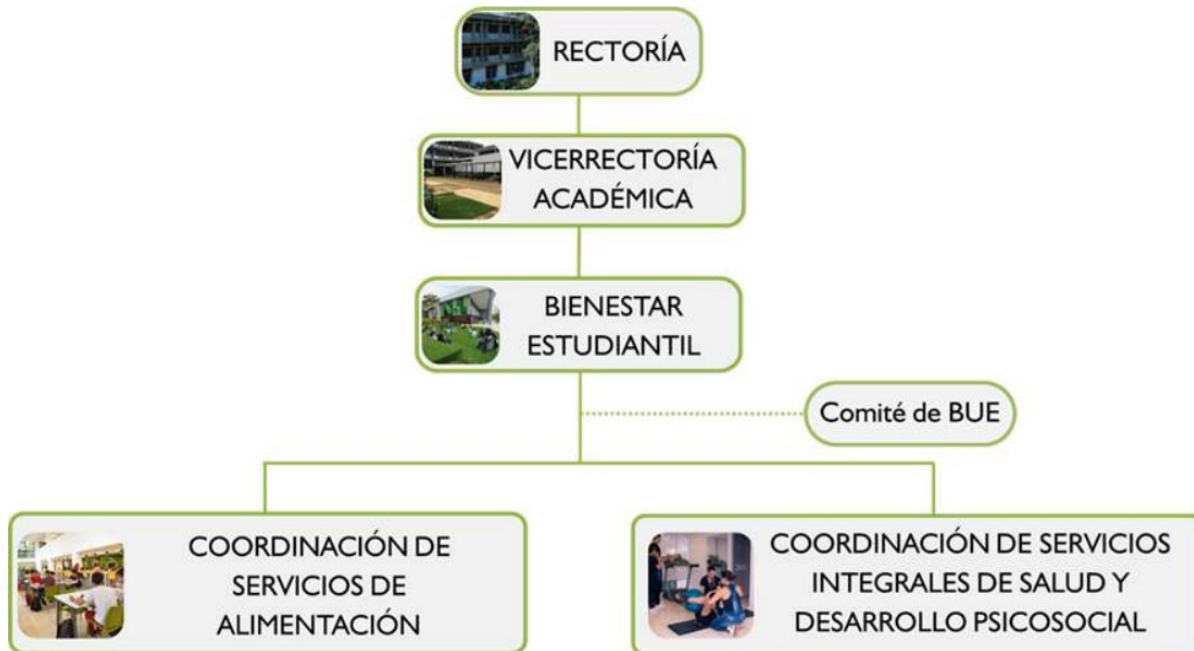 RECTORÍA
VICERRECTORÍA
ACADÉMICA
BIENESTAR
ESTUDIANTIL
Comité de BUE
COORDINACIÓN DE
SERVICIOS DE
ALIMENTACIÓN
COORDINACIÓN DE SERVICIOS
INTEGRALES DE SALUD Y
DESARROLLO PSICOSOCIAL